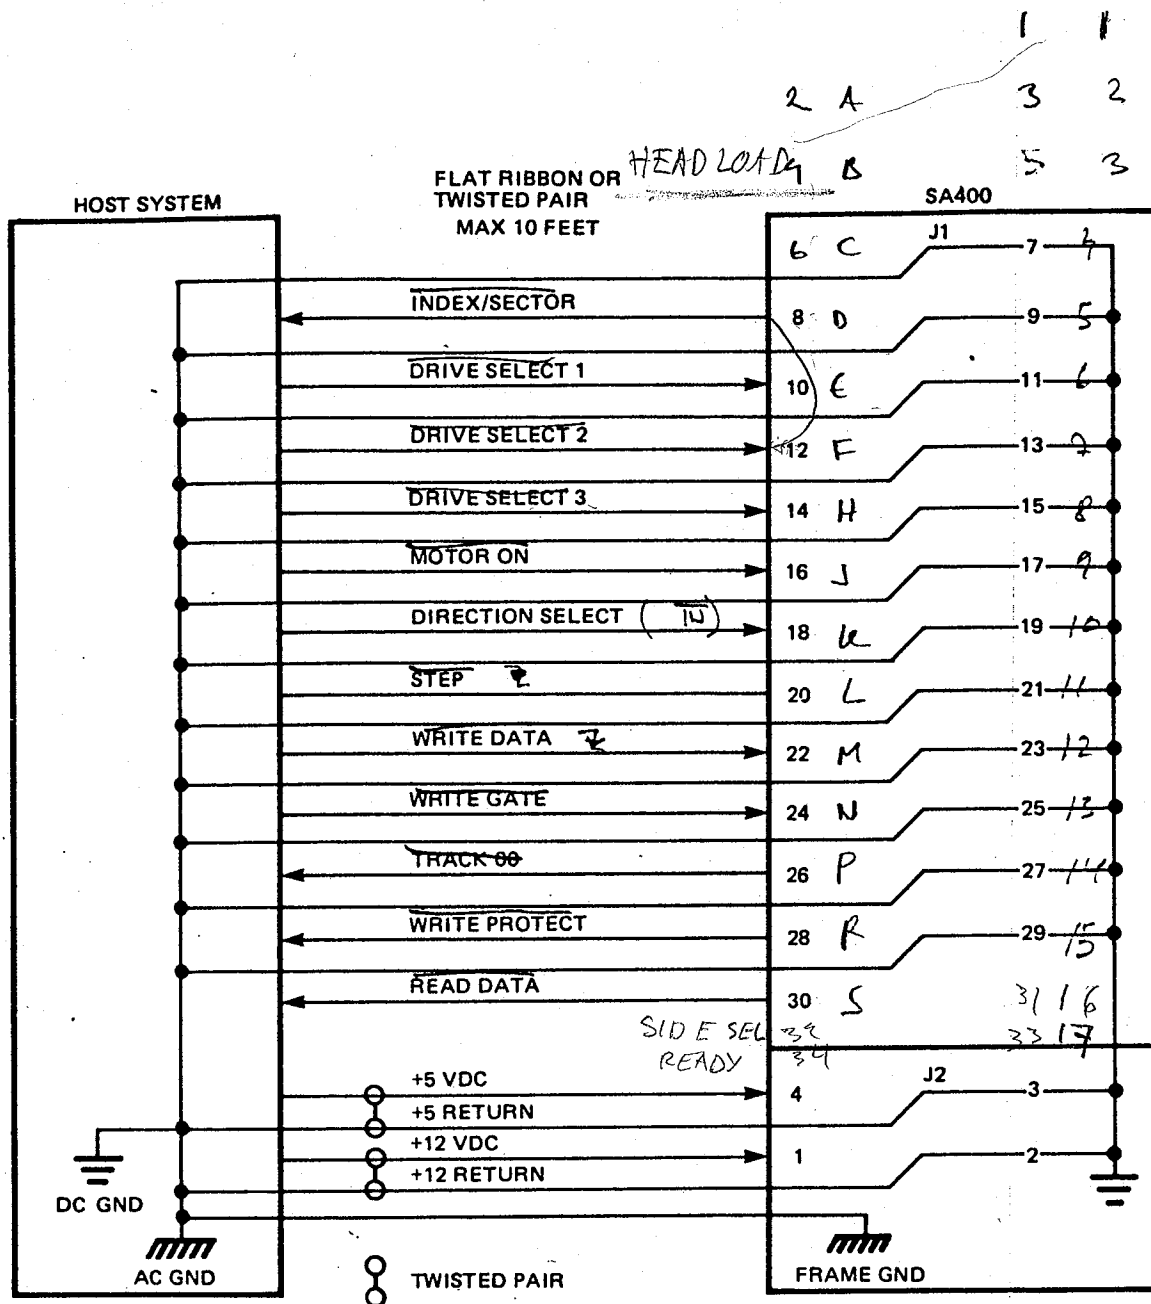 1 1
2 A 3 2
HEAD LOAD 4 B 5 3
FLAT RIBBON OR
TWISTED PAIR
MAX 10 FEET
HOST SYSTEM
SA400
6 C J1 7 4
INDEX/SECTOR 8 D 9 5
DRIVE SELECT 1 10 E 11 6
DRIVE SELECT 2 12 F 13 7
DRIVE SELECT 3 14 H 15 8
MOTOR ON 16 J 17 9
DIRECTION SELECT (IN) 18 K 19 10
STEP 20 L 21 11
WRITE DATA 22 M 23 12
WRITE GATE 24 N 25 13
TRACK 00 26 P 27 14
WRITE PROTECT 28 R 29 15
READ DATA 30 S 31 16
SIDE SEL 32 33 17
READY 34
+5 VDC 4 J2 3
+5 RETURN
+12 VDC 1 2
+12 RETURN
DC GND
AC GND
TWISTED PAIR
FRAME GND